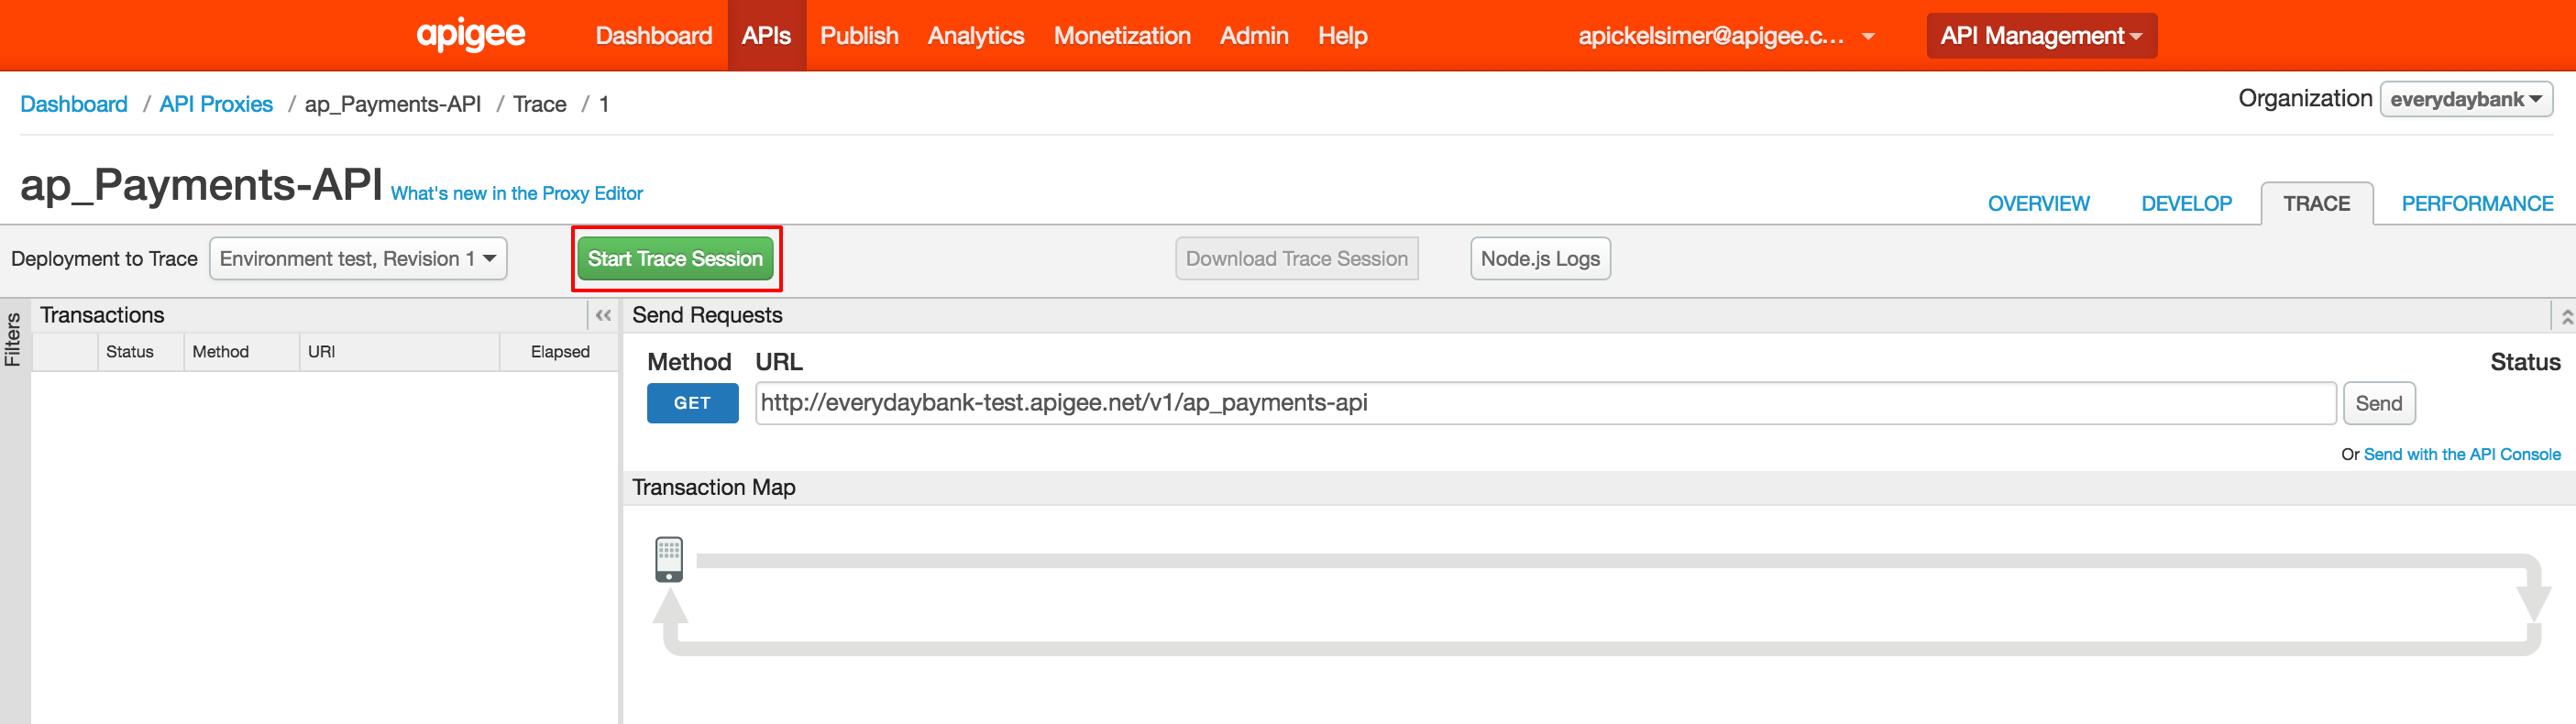 apigee Dashboard APIs Publish Analytics Monetization Admin Help apickelsimer@apigee.c... API Management
Dashboard / API Proxies / ap_Payments-API / Trace / 1 Organization everydaybank
ap_Payments-API What's new in the Proxy Editor OVERVIEW DEVELOP TRACE PERFORMANCE
Deployment to Trace Environment test, Revision 1 Start Trace Session Download Trace Session Node.js Logs
Filters
Transactions « Send Requests
Status Method URI Elapsed
Method URL Status
GET http://everydaybank-test.apigee.net/v1/ap_payments-api Send
Or Send with the API Console
Transaction Map